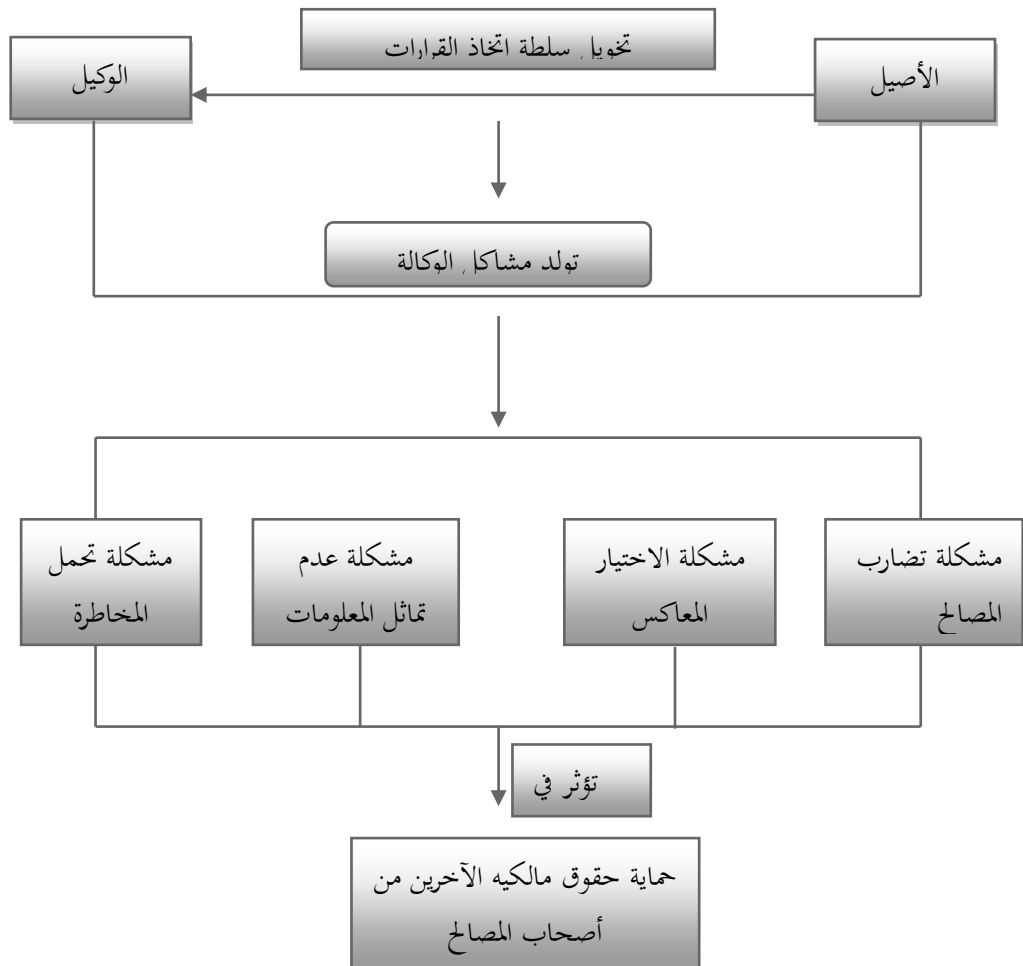 تخويل سلطة اتخاذ القرارات
الأصيل
الوكيل
تولد مشاكل الوكالة
مشكلة تضارب
المصالح
مشكلة الاختيار
المعاكس
مشكلة عدم
تماثل المعلومات
مشكلة تحمل
المخاطرة
تؤثر في
حماية حقوق مالكيه الآخرين من
أصحاب المصالح